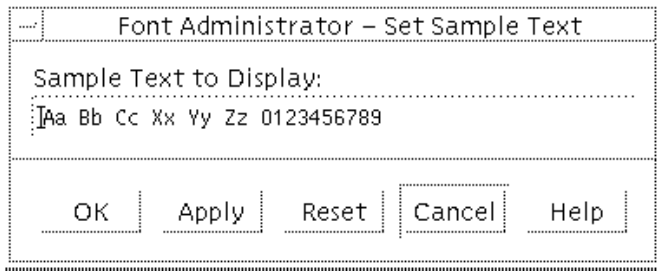 Font Administrator – Set Sample Text
Sample Text to Display:
Aa Bb Cc Xx Yy Zz 0123456789
OK Apply Reset Cancel Help